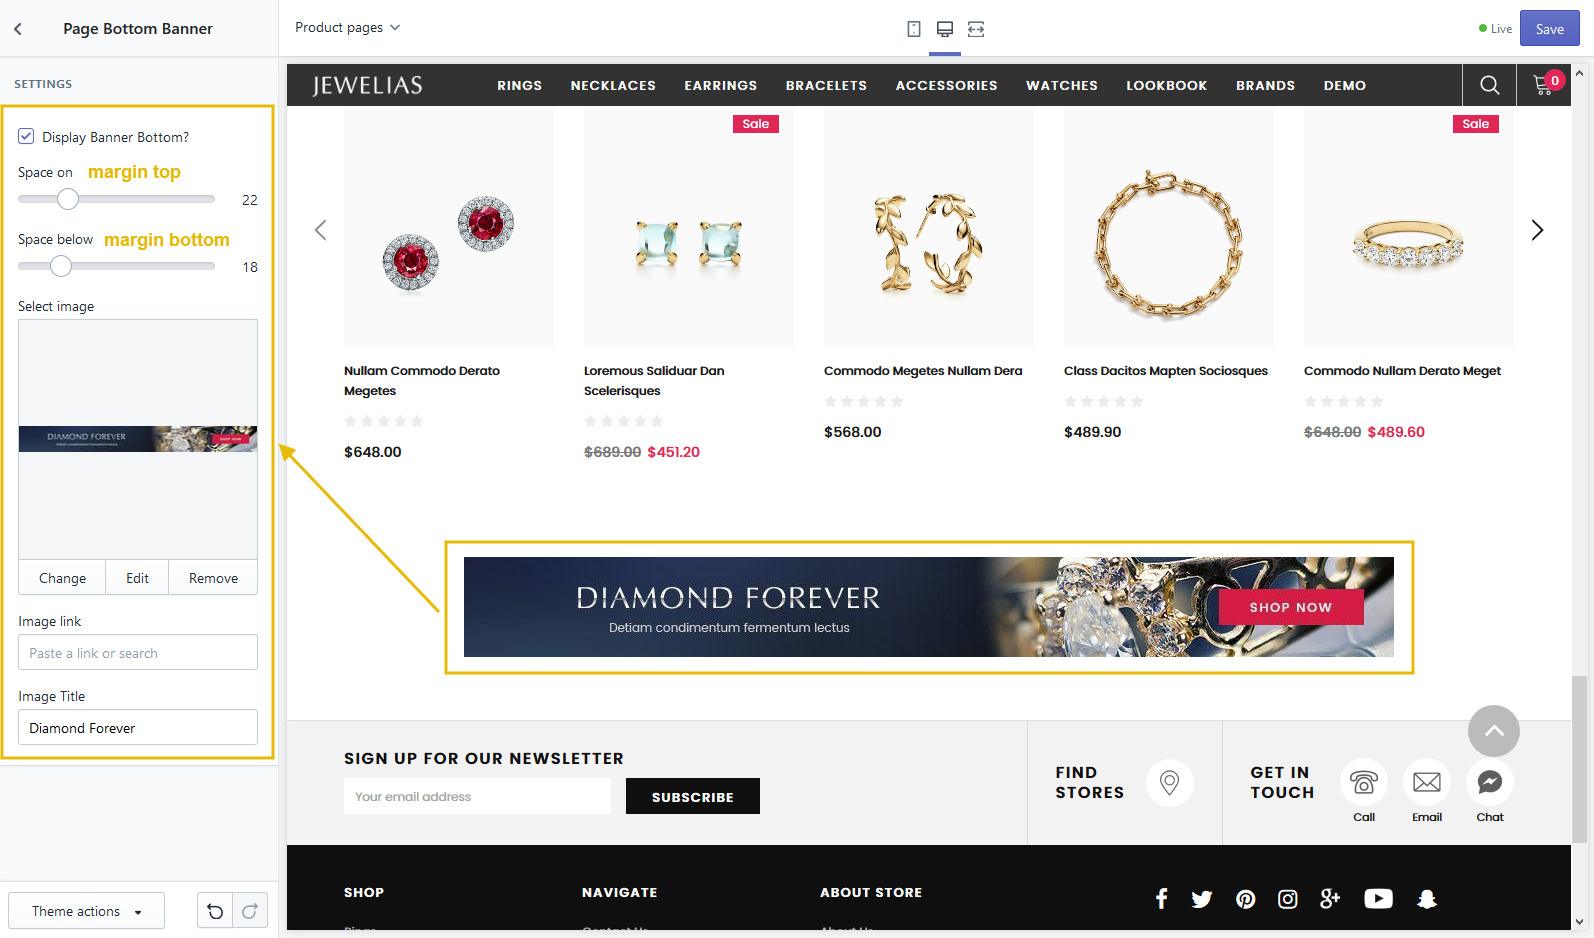 Page Bottom Banner
Product pages
Live
Save
SETTINGS
Display Banner Bottom?
Space on margin top
22
Space below margin bottom
18
Select image
DIAMOND FOREVER
SHOP NOW
Change Edit Remove
Image link
Paste a link or search
Image Title
Diamond Forever
Theme actions
JEWELIAS RINGS NECKLACES EARRINGS BRACELETS ACCESSORIES WATCHES LOOKBOOK BRANDS DEMO 0
Sale Sale
Nullam Commodo Derato
Megetes
$648.00
Loremous Saliduar Dan
Scelerisques
$689.00 $451.20
Commodo Megetes Nullam Dera
$568.00
Class Dacitos Mapten Sociosques
$489.90
Commodo Nullam Derato Meget
$648.00 $489.60
DIAMOND FOREVER
Detiam condimentum fermentum lectus
SHOP NOW
SIGN UP FOR OUR NEWSLETTER
Your email address
SUBSCRIBE
FIND
STORES
GET IN
TOUCH
Call Email Chat
SHOP NAVIGATE ABOUT STORE